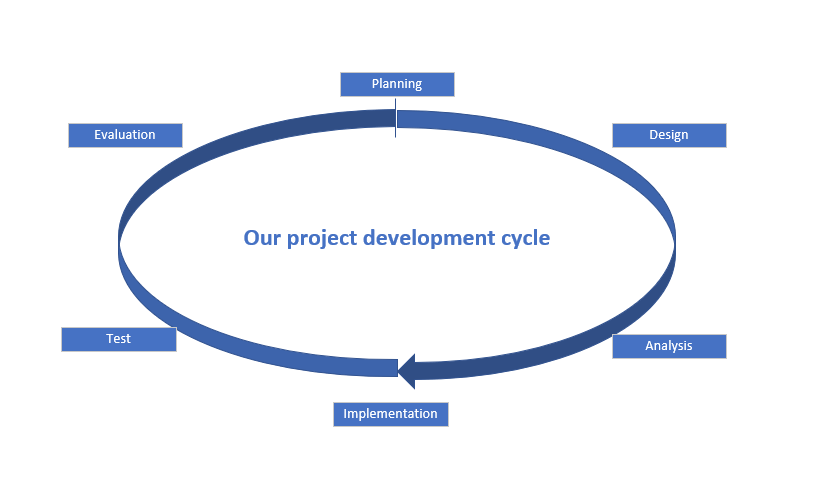 Planning
Evaluation
Design
Our project development cycle
Test
Analysis
Implementation